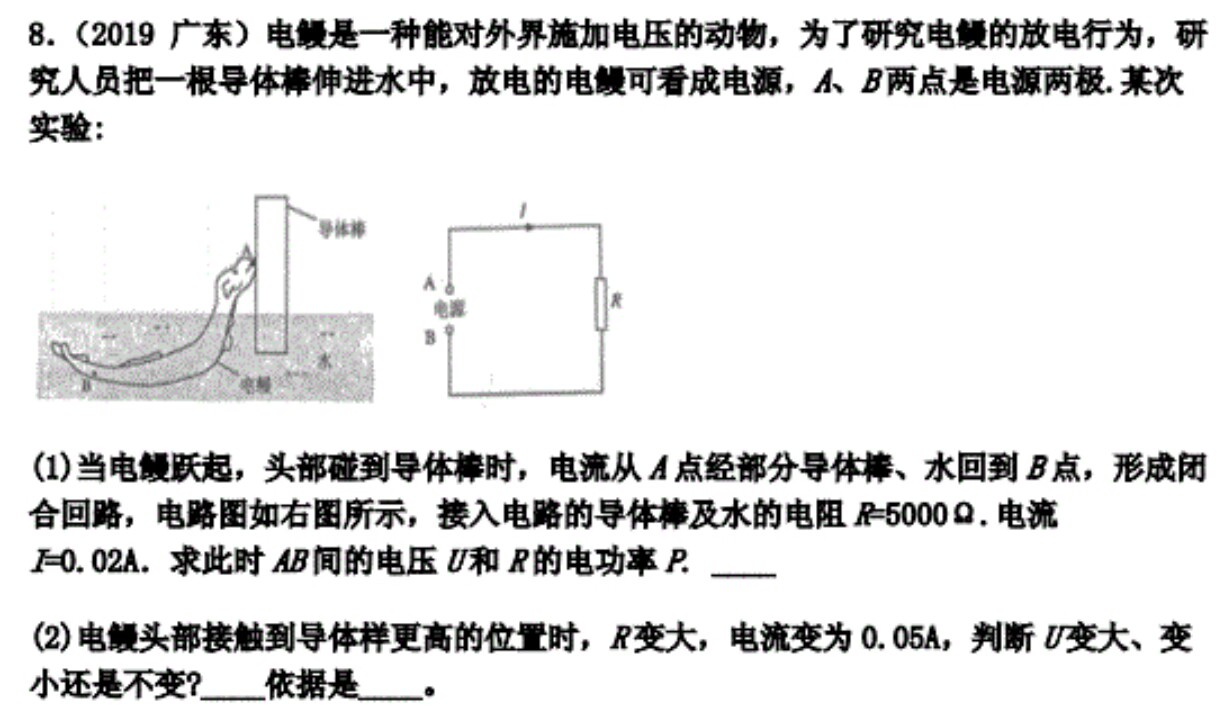 8.（2019 广东）电鳗是一种能对外界施加电压的动物，为了研究电鳗的放电行为，研
究人员把一根导体棒伸进水中，放电的电鳗可看成电源，A、B两点是电源两极.某次
实验:
导体棒
A
水
B
电鳗
I
A
电源
B
R
(1)当电鳗跃起，头部碰到导体棒时，电流从A点经部分导体棒、水回到B点，形成闭
合回路，电路图如右图所示，接入电路的导体棒及水的电阻R=5000Ω.电流
I=0.02A. 求此时AB间的电压U和R的电功率P. ____
(2)电鳗头部接触到导体样更高的位置时，R变大，电流变为0.05A，判断U变大、变
小还是不变?____依据是____。